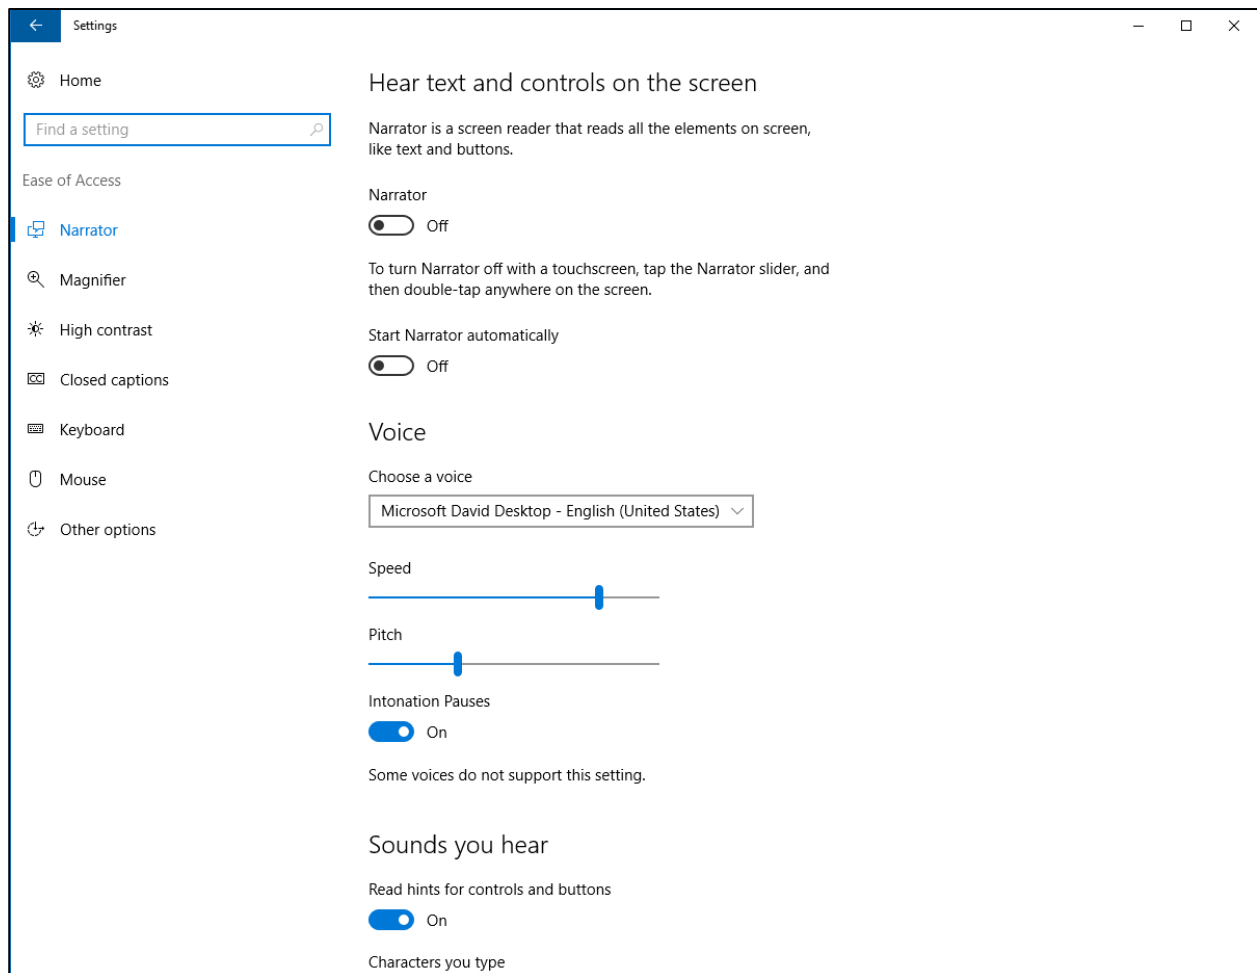 Settings
Home
Find a setting
Ease of Access
Narrator
Magnifier
High contrast
CC Closed captions
Keyboard
Mouse
Other options
Hear text and controls on the screen
Narrator is a screen reader that reads all the elements on screen,
like text and buttons.
Narrator
Off
To turn Narrator off with a touchscreen, tap the Narrator slider, and
then double-tap anywhere on the screen.
Start Narrator automatically
Off
Voice
Choose a voice
Microsoft David Desktop - English (United States)
Speed
Pitch
Intonation Pauses
On
Some voices do not support this setting.
Sounds you hear
Read hints for controls and buttons
On
Characters you type